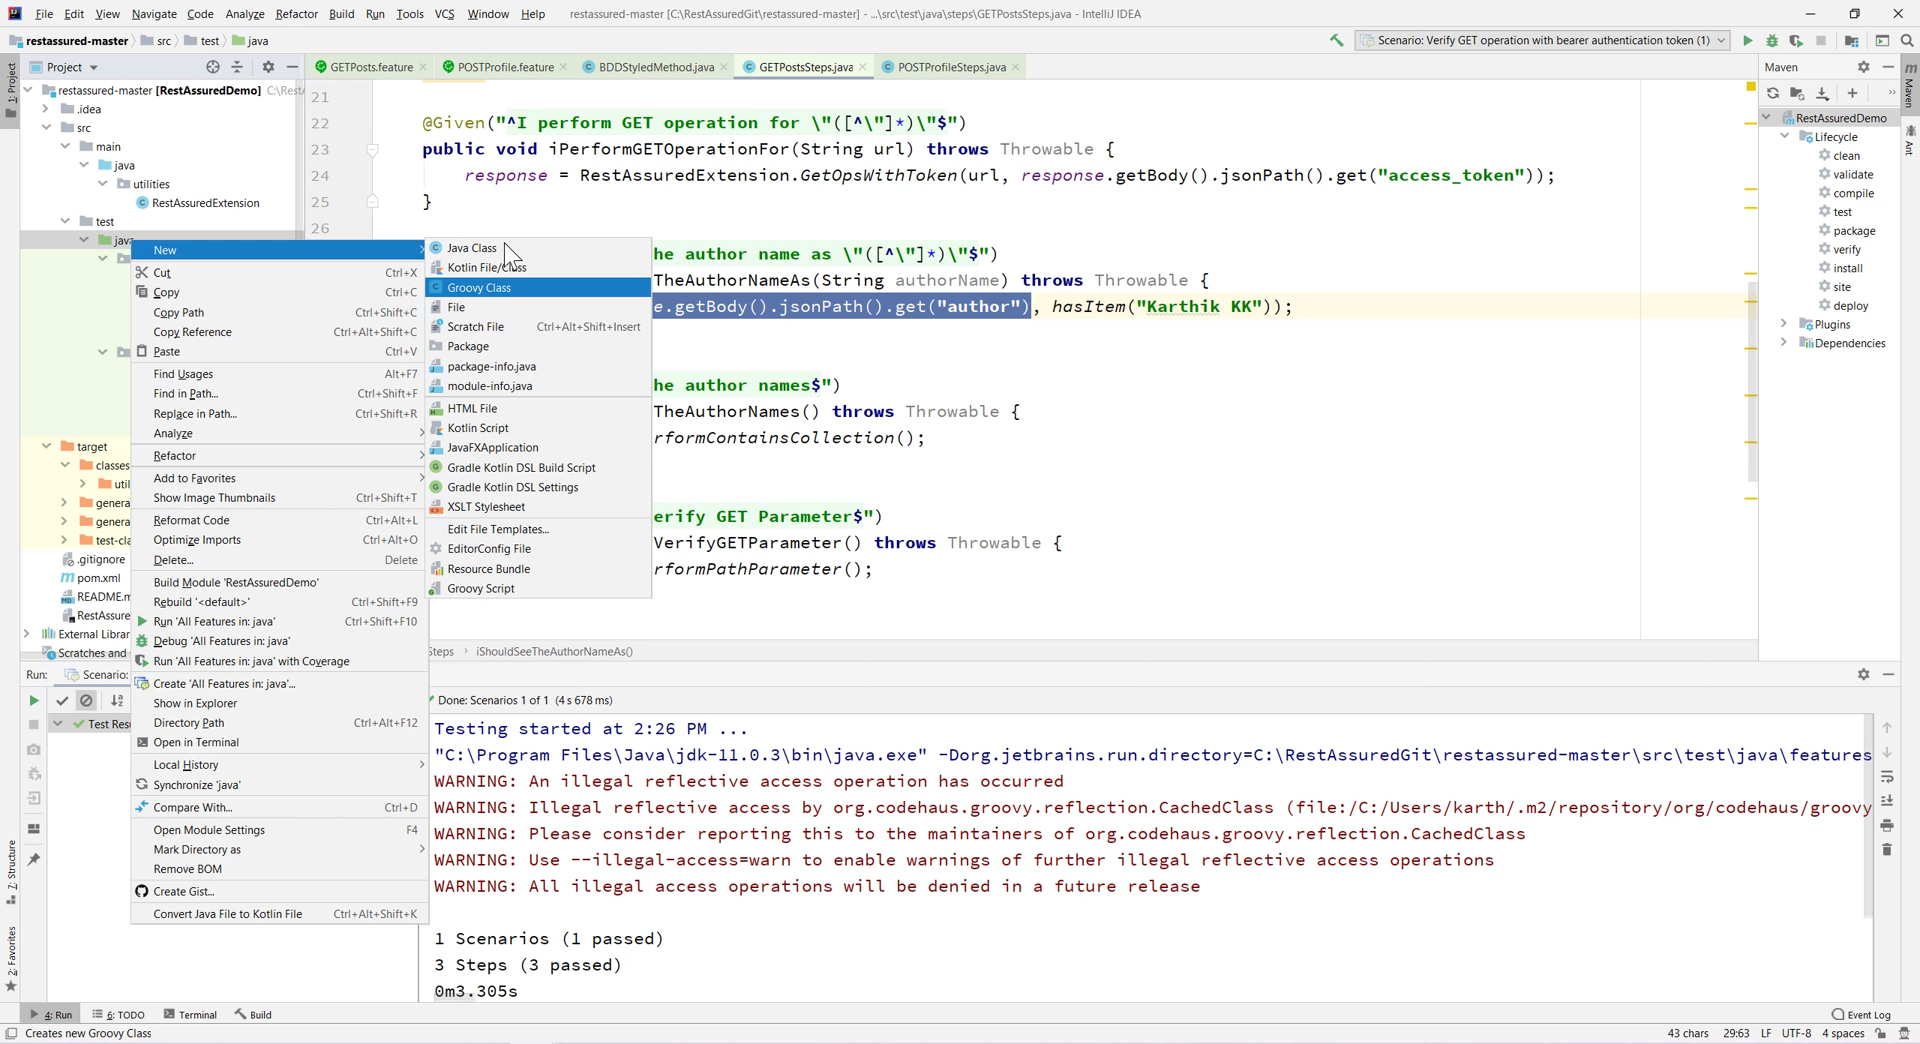 File Edit View Navigate Code Analyze Refactor Build Run Tools VCS Window Help restassured-master [C:\RestAssuredGit\restassured-master] - ...\src\test\java\steps\GETPostsSteps.java - IntelliJ IDEA
restassured-master src test java
Scenario: Verify GET operation with bearer authentication token (1)
1: Project
Project
GETPosts.feature
POSTProfile.feature
BDDStyledMethod.java
GETPostsSteps.java
POSTProfileSteps.java
restassured-master [RestAssuredDemo] C:\RestA
.idea
src
main
java
utilities
RestAssuredExtension
test
java
target
classes
util
genera
genera
test-cla
.gitignore
pom.xml
README.m
RestAssure
External Librar
Scratches and
21
22 @Given("^I perform GET operation for \"([^\"]*)\"$")
23 public void iPerformGETOperationFor(String url) throws Throwable {
24 response = RestAssuredExtension.GetOpsWithToken(url, response.getBody().jsonPath().get("access_token"));
25 }
26
he author name as \"([^\"]*)\"$")
TheAuthorNameAs(String authorName) throws Throwable {
e.getBody().jsonPath().get("author"), hasItem("Karthik KK"));
he author names$")
TheAuthorNames() throws Throwable {
rformContainsCollection();
erify GET Parameter$")
VerifyGETParameter() throws Throwable {
rformPathParameter();
Steps iShouldSeeTheAuthorNameAs()
New
Cut Ctrl+X
Copy Ctrl+C
Copy Path Ctrl+Shift+C
Copy Reference Ctrl+Alt+Shift+C
Paste Ctrl+V
Find Usages Alt+F7
Find in Path... Ctrl+Shift+F
Replace in Path... Ctrl+Shift+R
Analyze
Refactor
Add to Favorites
Show Image Thumbnails Ctrl+Shift+T
Reformat Code Ctrl+Alt+L
Optimize Imports Ctrl+Alt+O
Delete... Delete
Build Module 'RestAssuredDemo'
Rebuild '<default>' Ctrl+Shift+F9
Run 'All Features in: java' Ctrl+Shift+F10
Debug 'All Features in: java'
Run 'All Features in: java' with Coverage
Create 'All Features in: java'...
Show in Explorer
Directory Path Ctrl+Alt+F12
Open in Terminal
Local History
Synchronize 'java'
Compare With... Ctrl+D
Open Module Settings F4
Mark Directory as
Remove BOM
Create Gist...
Convert Java File to Kotlin File Ctrl+Alt+Shift+K
Java Class
Kotlin File/Class
Groovy Class
File
Scratch File Ctrl+Alt+Shift+Insert
Package
package-info.java
module-info.java
HTML File
Kotlin Script
JavaFXApplication
Gradle Kotlin DSL Build Script
Gradle Kotlin DSL Settings
XSLT Stylesheet
Edit File Templates...
EditorConfig File
Resource Bundle
Groovy Script
Maven
RestAssuredDemo
Lifecycle
clean
validate
compile
test
package
verify
install
site
deploy
Plugins
Dependencies
Maven
Ant
Run: Scenario:
Test Res
Done: Scenarios 1 of 1 (4 s 678 ms)
Testing started at 2:26 PM ...
"C:\Program Files\Java\jdk-11.0.3\bin\java.exe" -Dorg.jetbrains.run.directory=C:\RestAssuredGit\restassured-master\src\test\java\features
WARNING: An illegal reflective access operation has occurred
WARNING: Illegal reflective access by org.codehaus.groovy.reflection.CachedClass (file:/C:/Users/karth/.m2/repository/org/codehaus/groovy
WARNING: Please consider reporting this to the maintainers of org.codehaus.groovy.reflection.CachedClass
WARNING: Use --illegal-access=warn to enable warnings of further illegal reflective access operations
WARNING: All illegal access operations will be denied in a future release
1 Scenarios (1 passed)
3 Steps (3 passed)
0m3.305s
Z: Structure
2: Favorites
4: Run 6: TODO Terminal Build Event Log
Creates new Groovy Class 43 chars 29:63 LF UTF-8 4 spaces